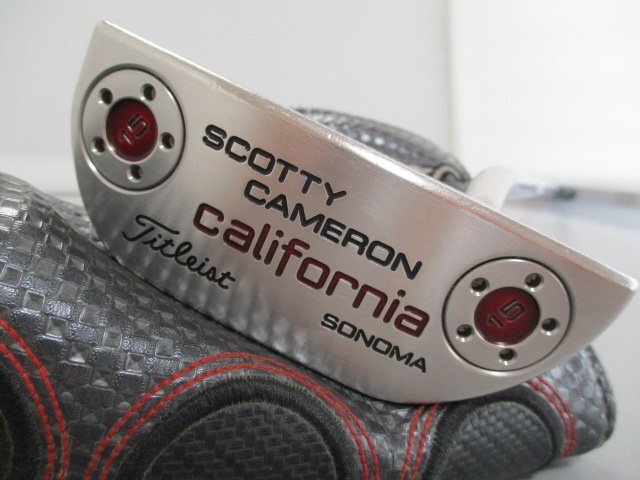 15
SCOTTY
CAMERON
california
Titleist
SONOMA
15